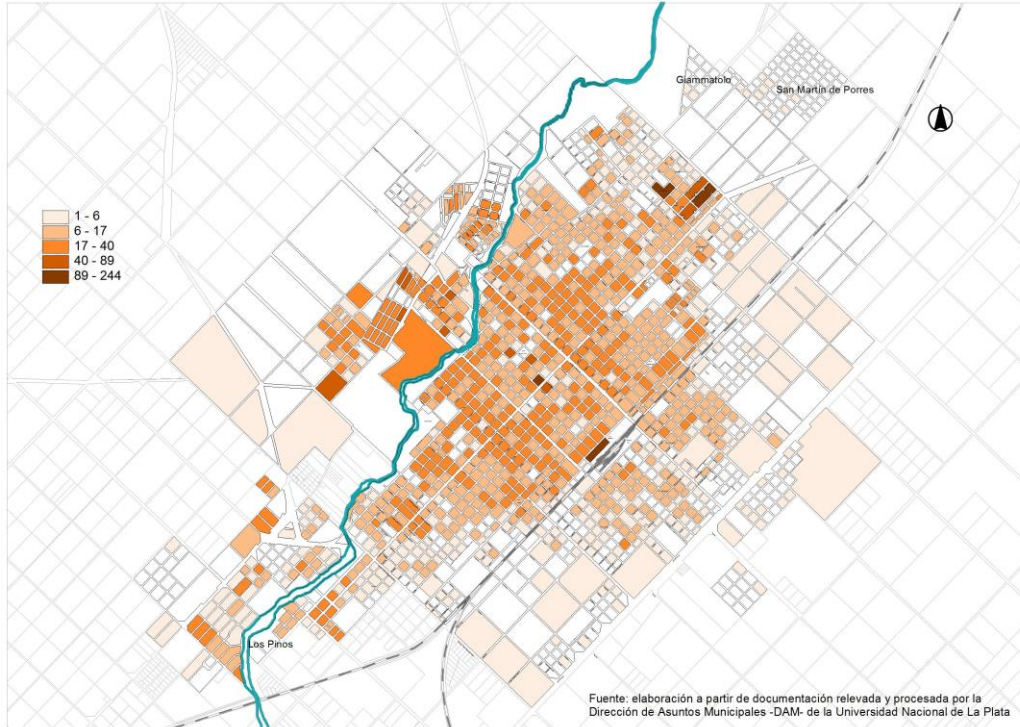 Giammatolo
San Martín de Porres
1 - 6
6 - 17
17 - 40
40 - 89
89 - 244
Los Pinos
Fuente: elaboración a partir de documentación relevada y procesada por la
Dirección de Asuntos Municipales -DAM- de la Universidad Nacional de La Plata